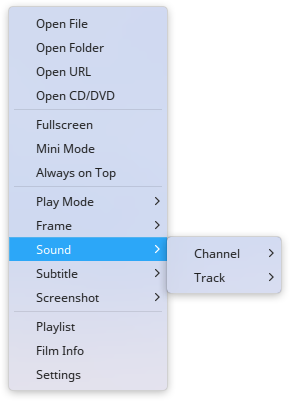 Open File
Open Folder
Open URL
Open CD/DVD
Fullscreen
Mini Mode
Always on Top
Play Mode
Frame
Sound
Channel
Track
Subtitle
Screenshot
Playlist
Film Info
Settings